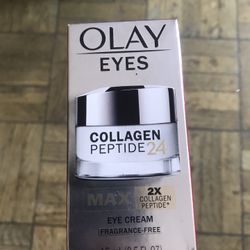 OLAY
EYES
COLLAGEN
PEPTIDE24
MAX
2X
COLLAGEN
PEPTIDE*
EYE CREAM
FRAGRANCE-FREE